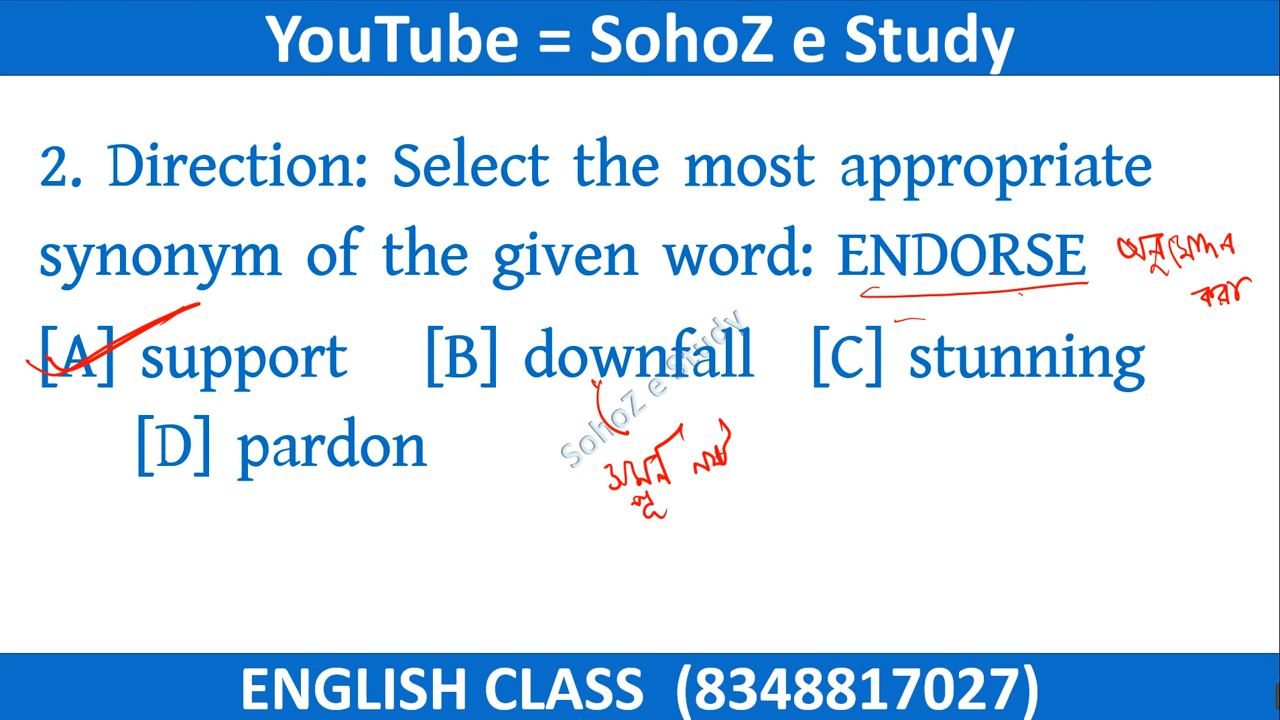 YouTube = SohoZ e Study
2. Direction: Select the most appropriate
synonym of the given word: ENDORSE
অনুমোদন
করা
[A] support [B] downfall [C] stunning
[D] pardon
SohoZ e Study
ENGLISH CLASS (8348817027)